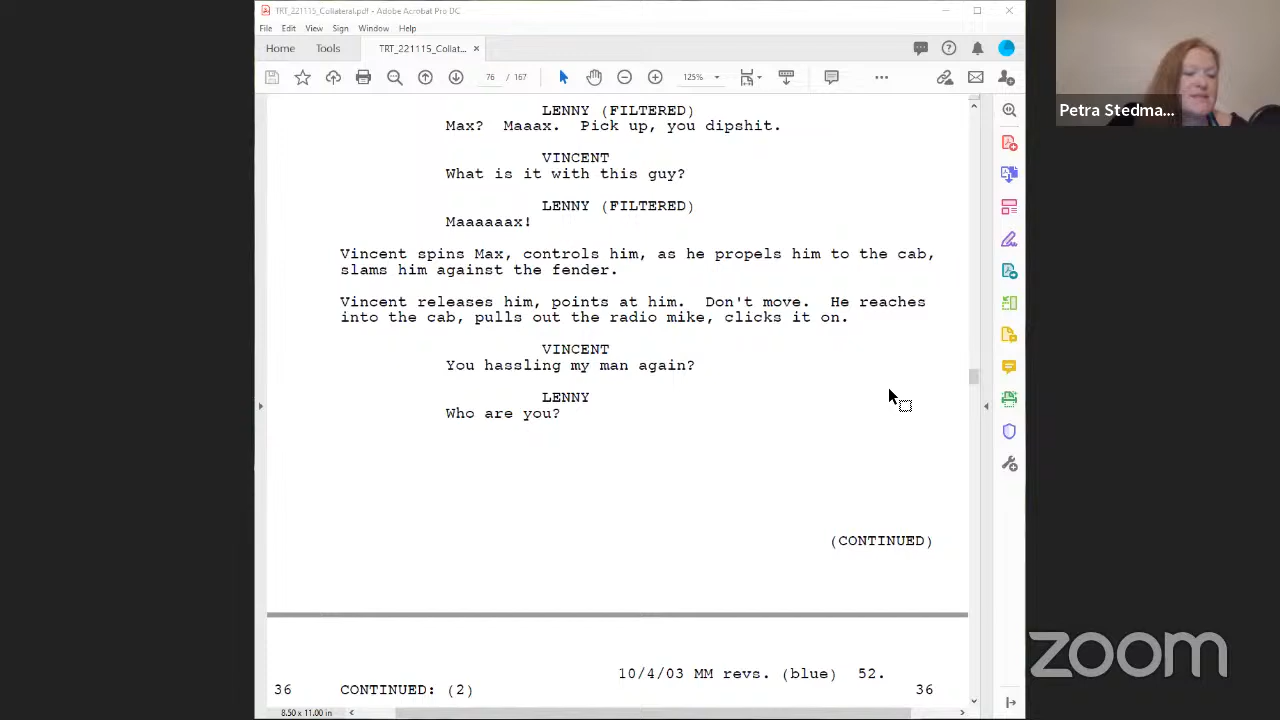 TRT_221115_Collateral.pdf - Adobe Acrobat Pro DC
File Edit View Sign Window Help
Home Tools TRT_221115_Collat... ×
76 / 167 125%
Petra Stedma...
LENNY (FILTERED)
Max? Maaax. Pick up, you dipshit.
VINCENT
What is it with this guy?
LENNY (FILTERED)
Maaaaaax!
Vincent spins Max, controls him, as he propels him to the cab,
slams him against the fender.
Vincent releases him, points at him. Don't move. He reaches
into the cab, pulls out the radio mike, clicks it on.
VINCENT
You hassling my man again?
LENNY
Who are you?
(CONTINUED)
10/4/03 MM revs. (blue) 52.
36 CONTINUED: (2) 36
8.50 x 11.00 in
zoom